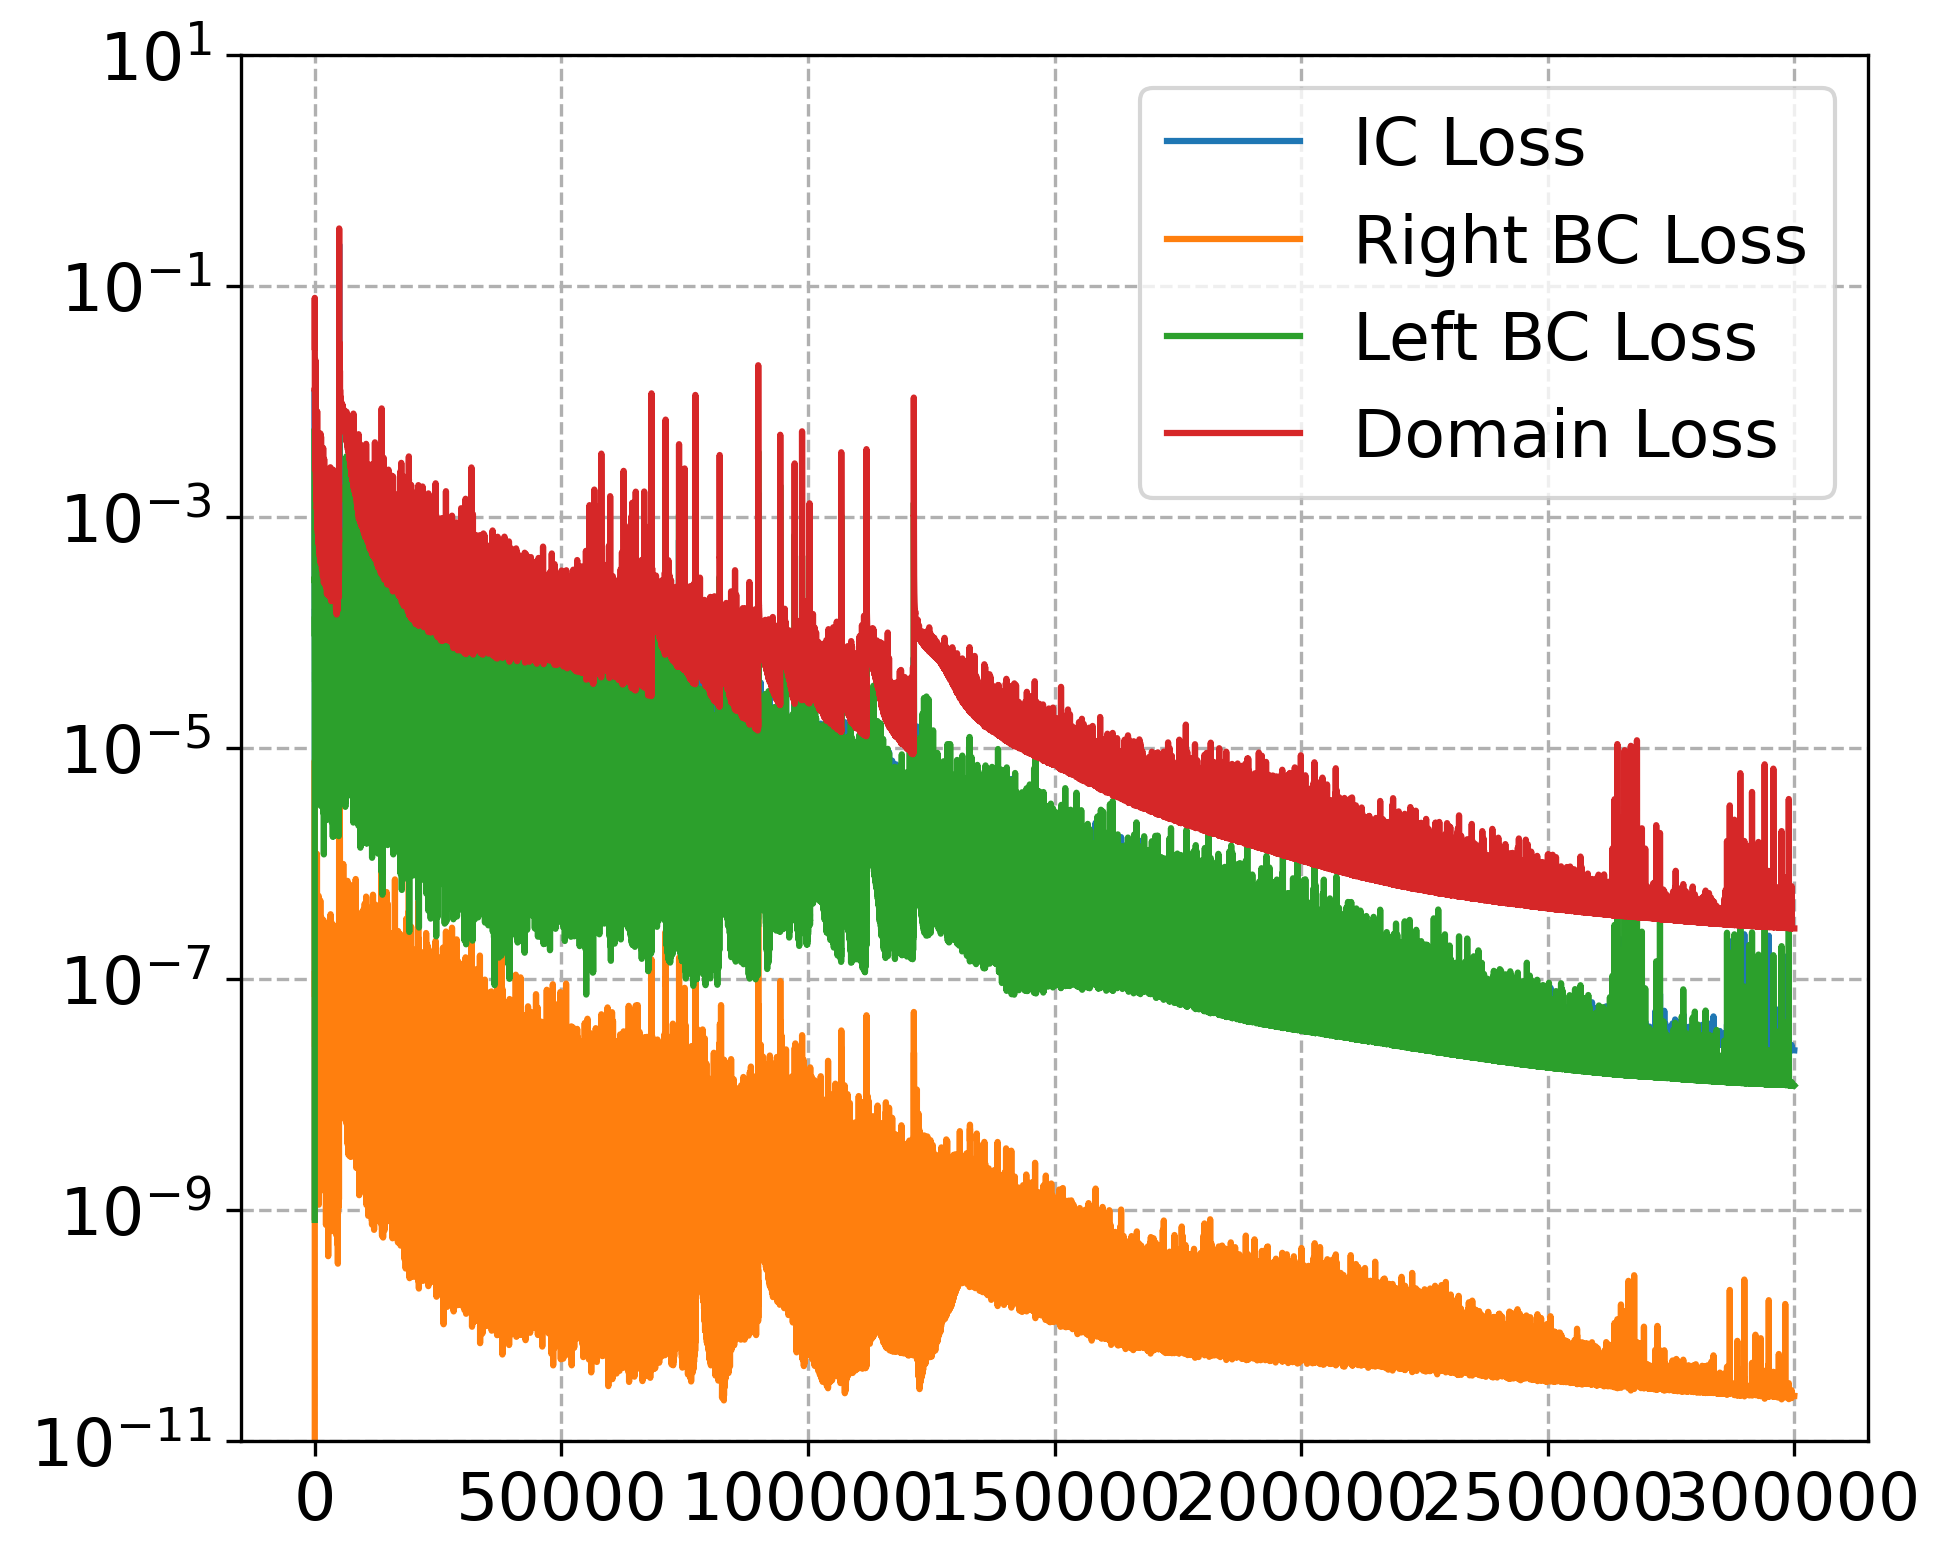 10^1
10^−1
10^−3
10^−5
10^−7
10^−9
10^−11
IC Loss
Right BC Loss
Left BC Loss
Domain Loss
0 50000 100000 150000 200000 250000 300000